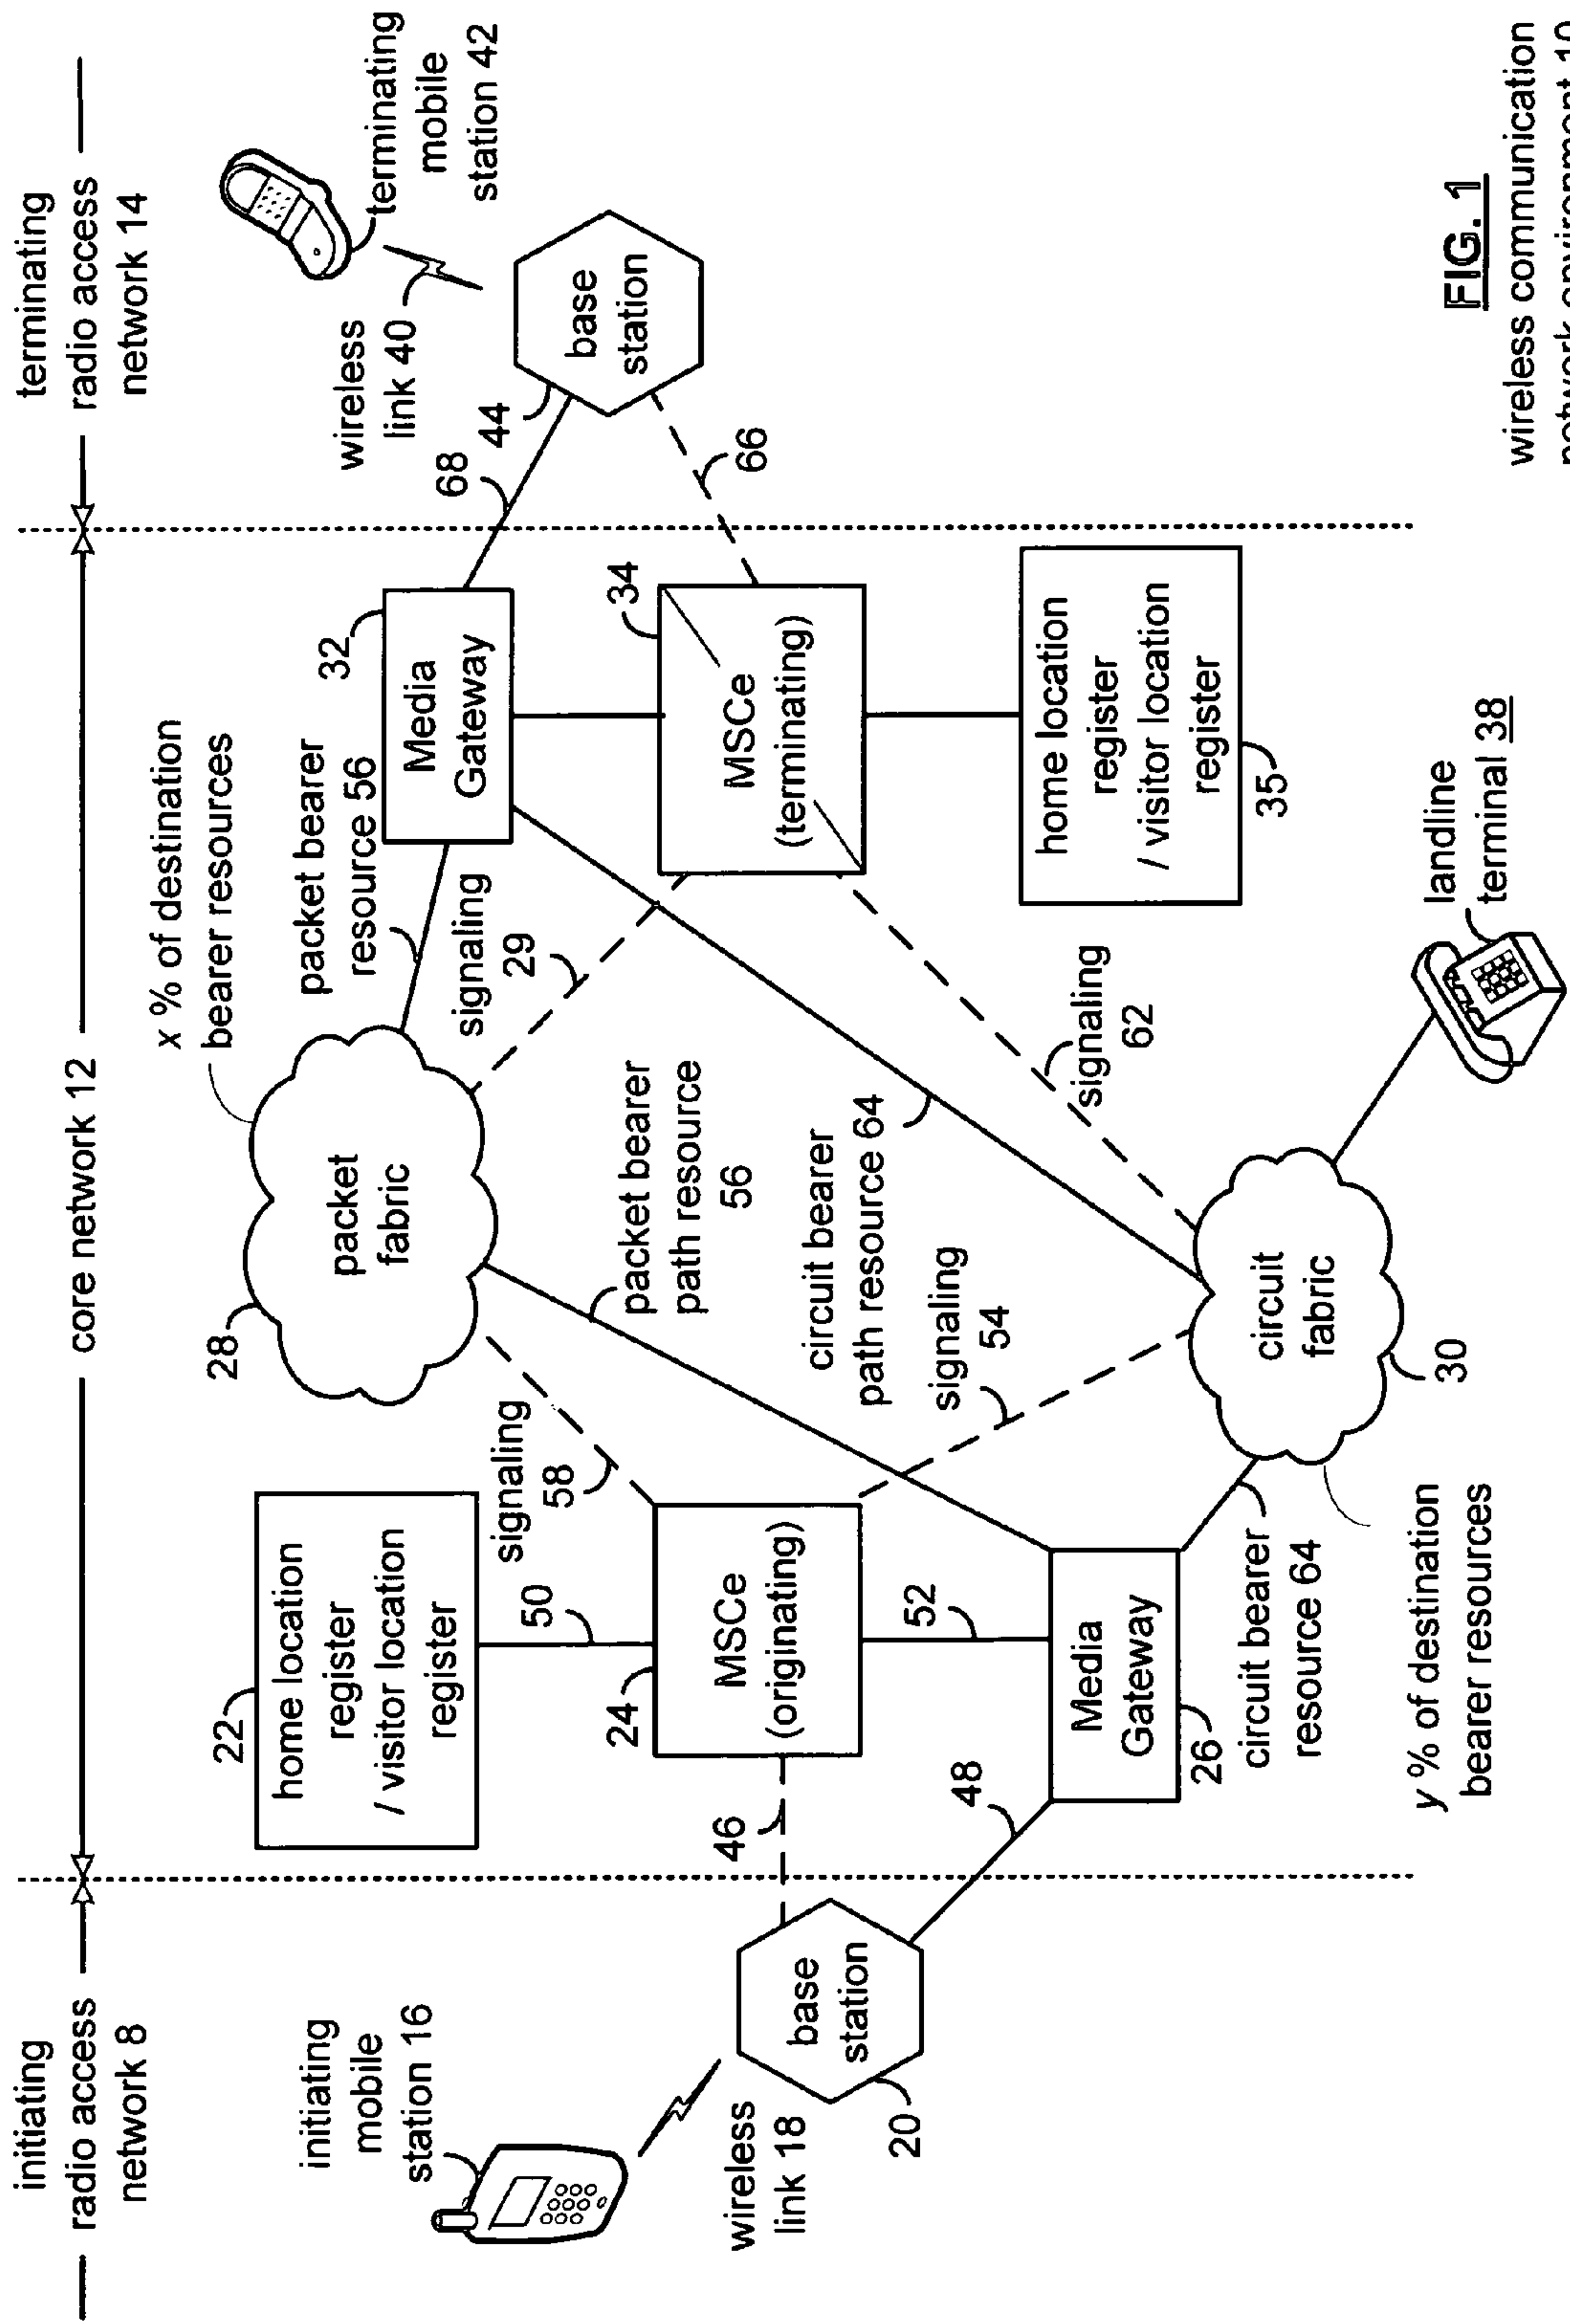 initiating
radio access
network 8
core network 12
terminating
radio access
network 14
initiating
mobile
station 16
wireless
link 18
base
station
20
46
48
22
home location
register
/ visitor location
register
50
24
MSCe
(originating)
52
Media
Gateway
26
signaling
58
28
packet
fabric
x % of destination
bearer resources
packet bearer
resource 56
signaling
29
packet bearer
path resource
56
circuit bearer
path resource 64
signaling
54
signaling
62
circuit bearer
resource 64
y % of destination
bearer resources
circuit
fabric
30
landline
terminal 38
32
Media
Gateway
34
MSCe
(terminating)
home location
register
/ visitor location
register
35
68
66
44
base
station
wireless
link 40
terminating
mobile
station 42
FIG. 1
wireless communication
network environment 10